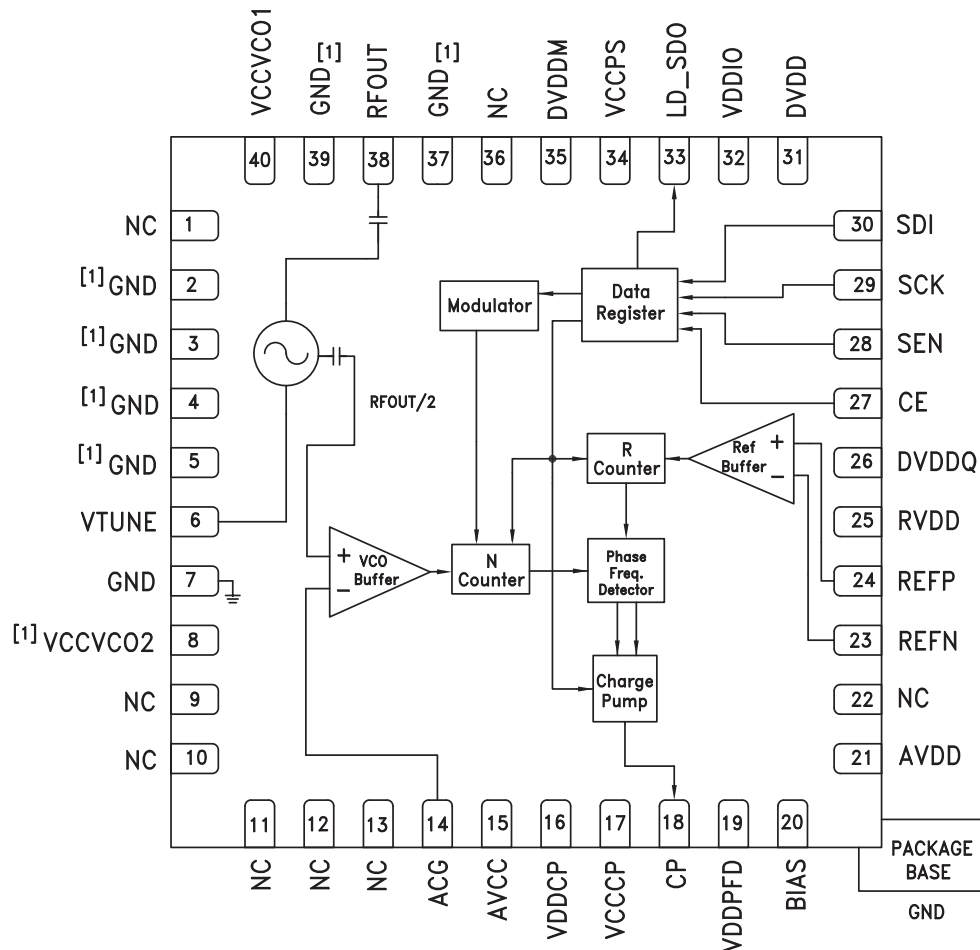 VCCVCO1
GND[1]
RFOUT
GND[1]
NC
DVDDM
VCCPS
LD_SDO
VDDIO
DVDD
40
39
38
37
36
35
34
33
32
31
NC 1
[1]GND 2
[1]GND 3
[1]GND 4
[1]GND 5
VTUNE 6
GND 7
[1]VCCVCO2 8
NC 9
NC 10
30 SDI
29 SCK
28 SEN
27 CE
26 DVDDQ
25 RVDD
24 REFP
23 REFN
22 NC
21 AVDD
Modulator
Data
Register
RFOUT/2
R
Counter
Ref
Buffer
+
−
+
−
VCO
Buffer
N
Counter
Phase
Freq.
Detector
Charge
Pump
11
12
13
14
15
16
17
18
19
20
NC
NC
NC
ACG
AVCC
VDDCP
VCCCP
CP
VDDPFD
BIAS
PACKAGE
BASE
GND